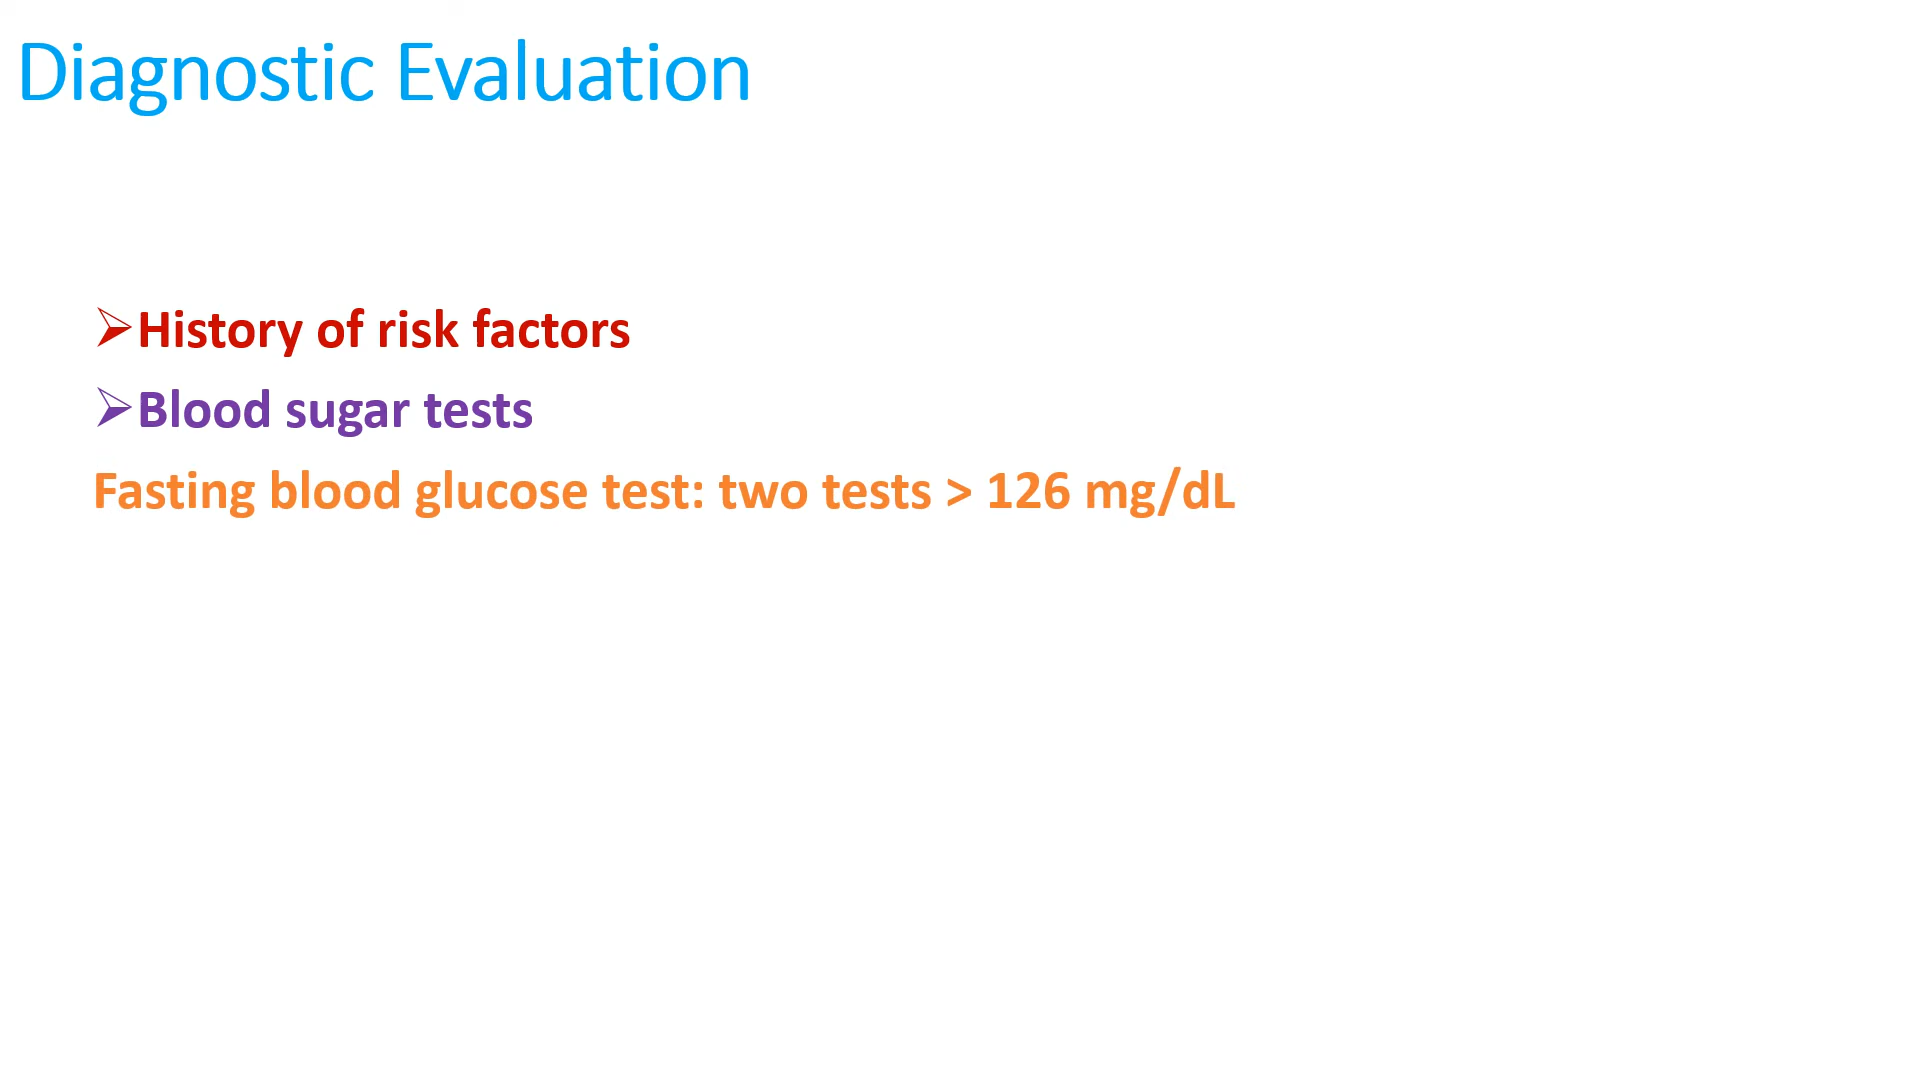 Diagnostic Evaluation
➢History of risk factors
➢Blood sugar tests
Fasting blood glucose test: two tests > 126 mg/dL